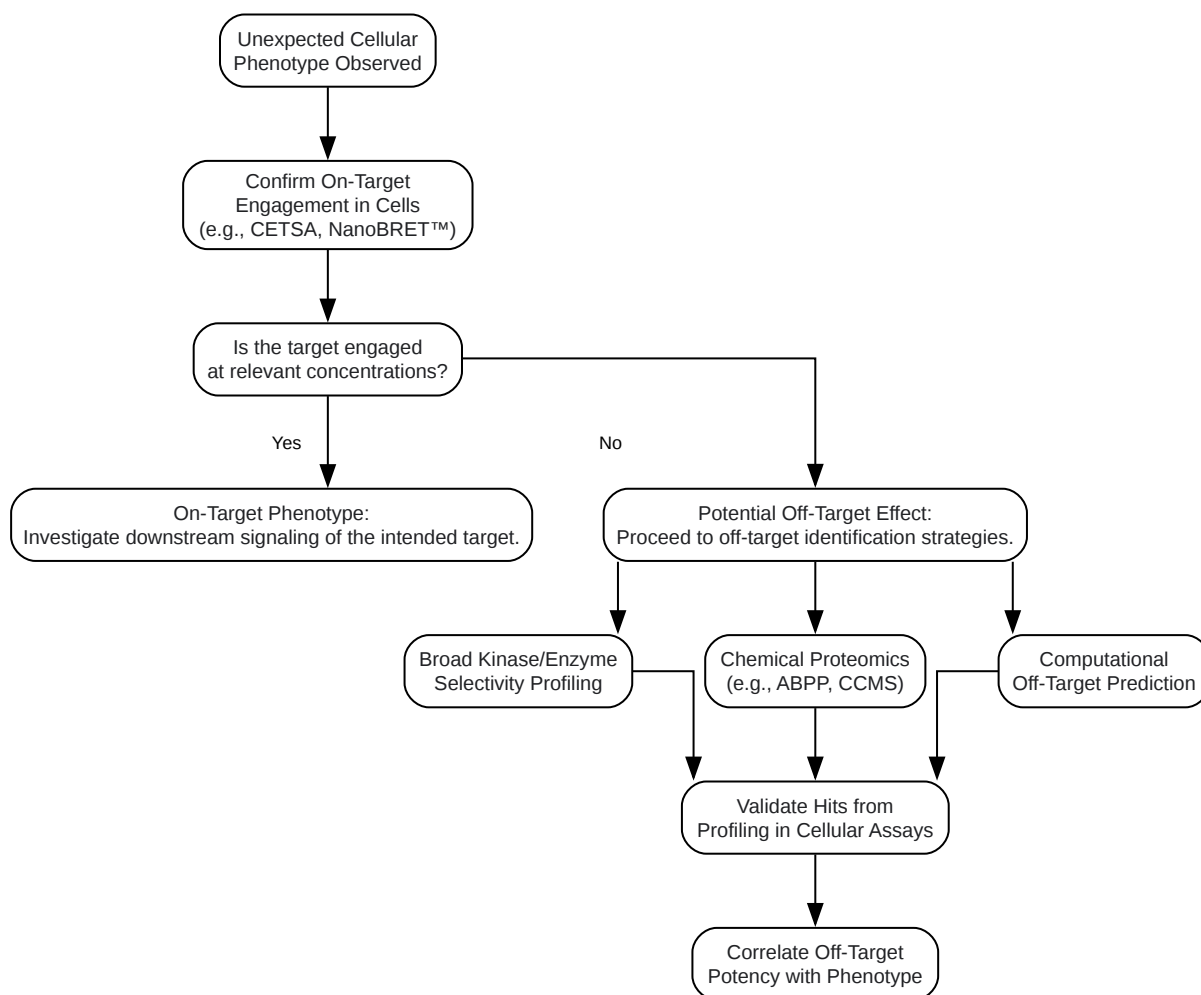 Unexpected Cellular
Phenotype Observed
Confirm On-Target
Engagement in Cells
(e.g., CETSA, NanoBRET™)
Is the target engaged
at relevant concentrations?
Yes
No
On-Target Phenotype:
Investigate downstream signaling of the intended target.
Potential Off-Target Effect:
Proceed to off-target identification strategies.
Broad Kinase/Enzyme
Selectivity Profiling
Chemical Proteomics
(e.g., ABPP, CCMS)
Computational
Off-Target Prediction
Validate Hits from
Profiling in Cellular Assays
Correlate Off-Target
Potency with Phenotype